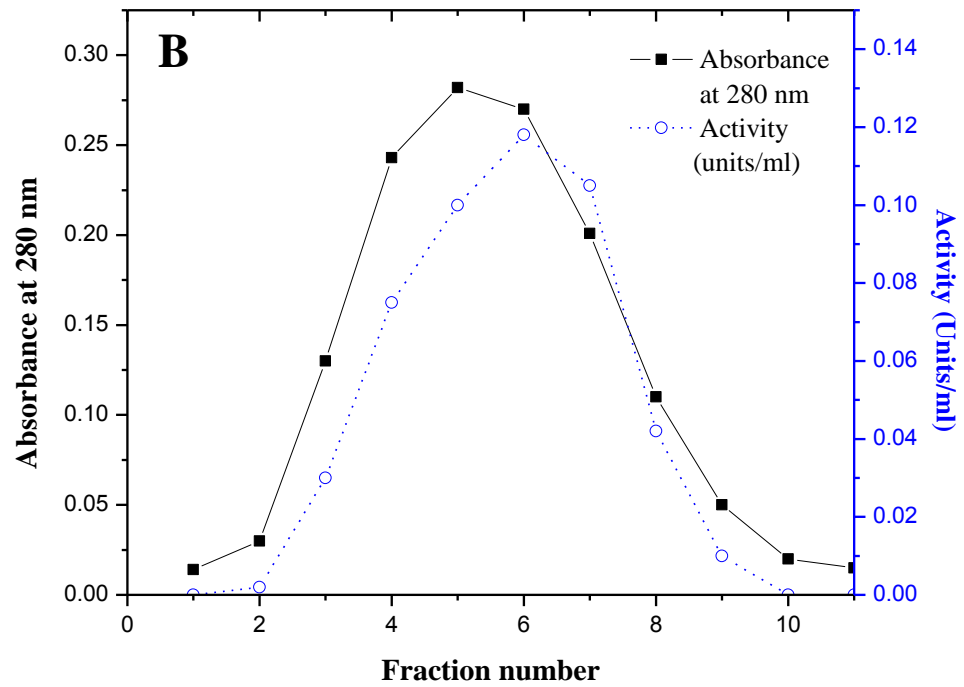 B
Absorbance
at 280 nm
Activity
(units/ml)
Absorbance at 280 nm
0.30
0.25
0.20
0.15
0.10
0.05
0.00
0.14
0.12
0.10
0.08
0.06
0.04
0.02
0.00
Activity (Units/ml)
0 2 4 6 8 10
Fraction number